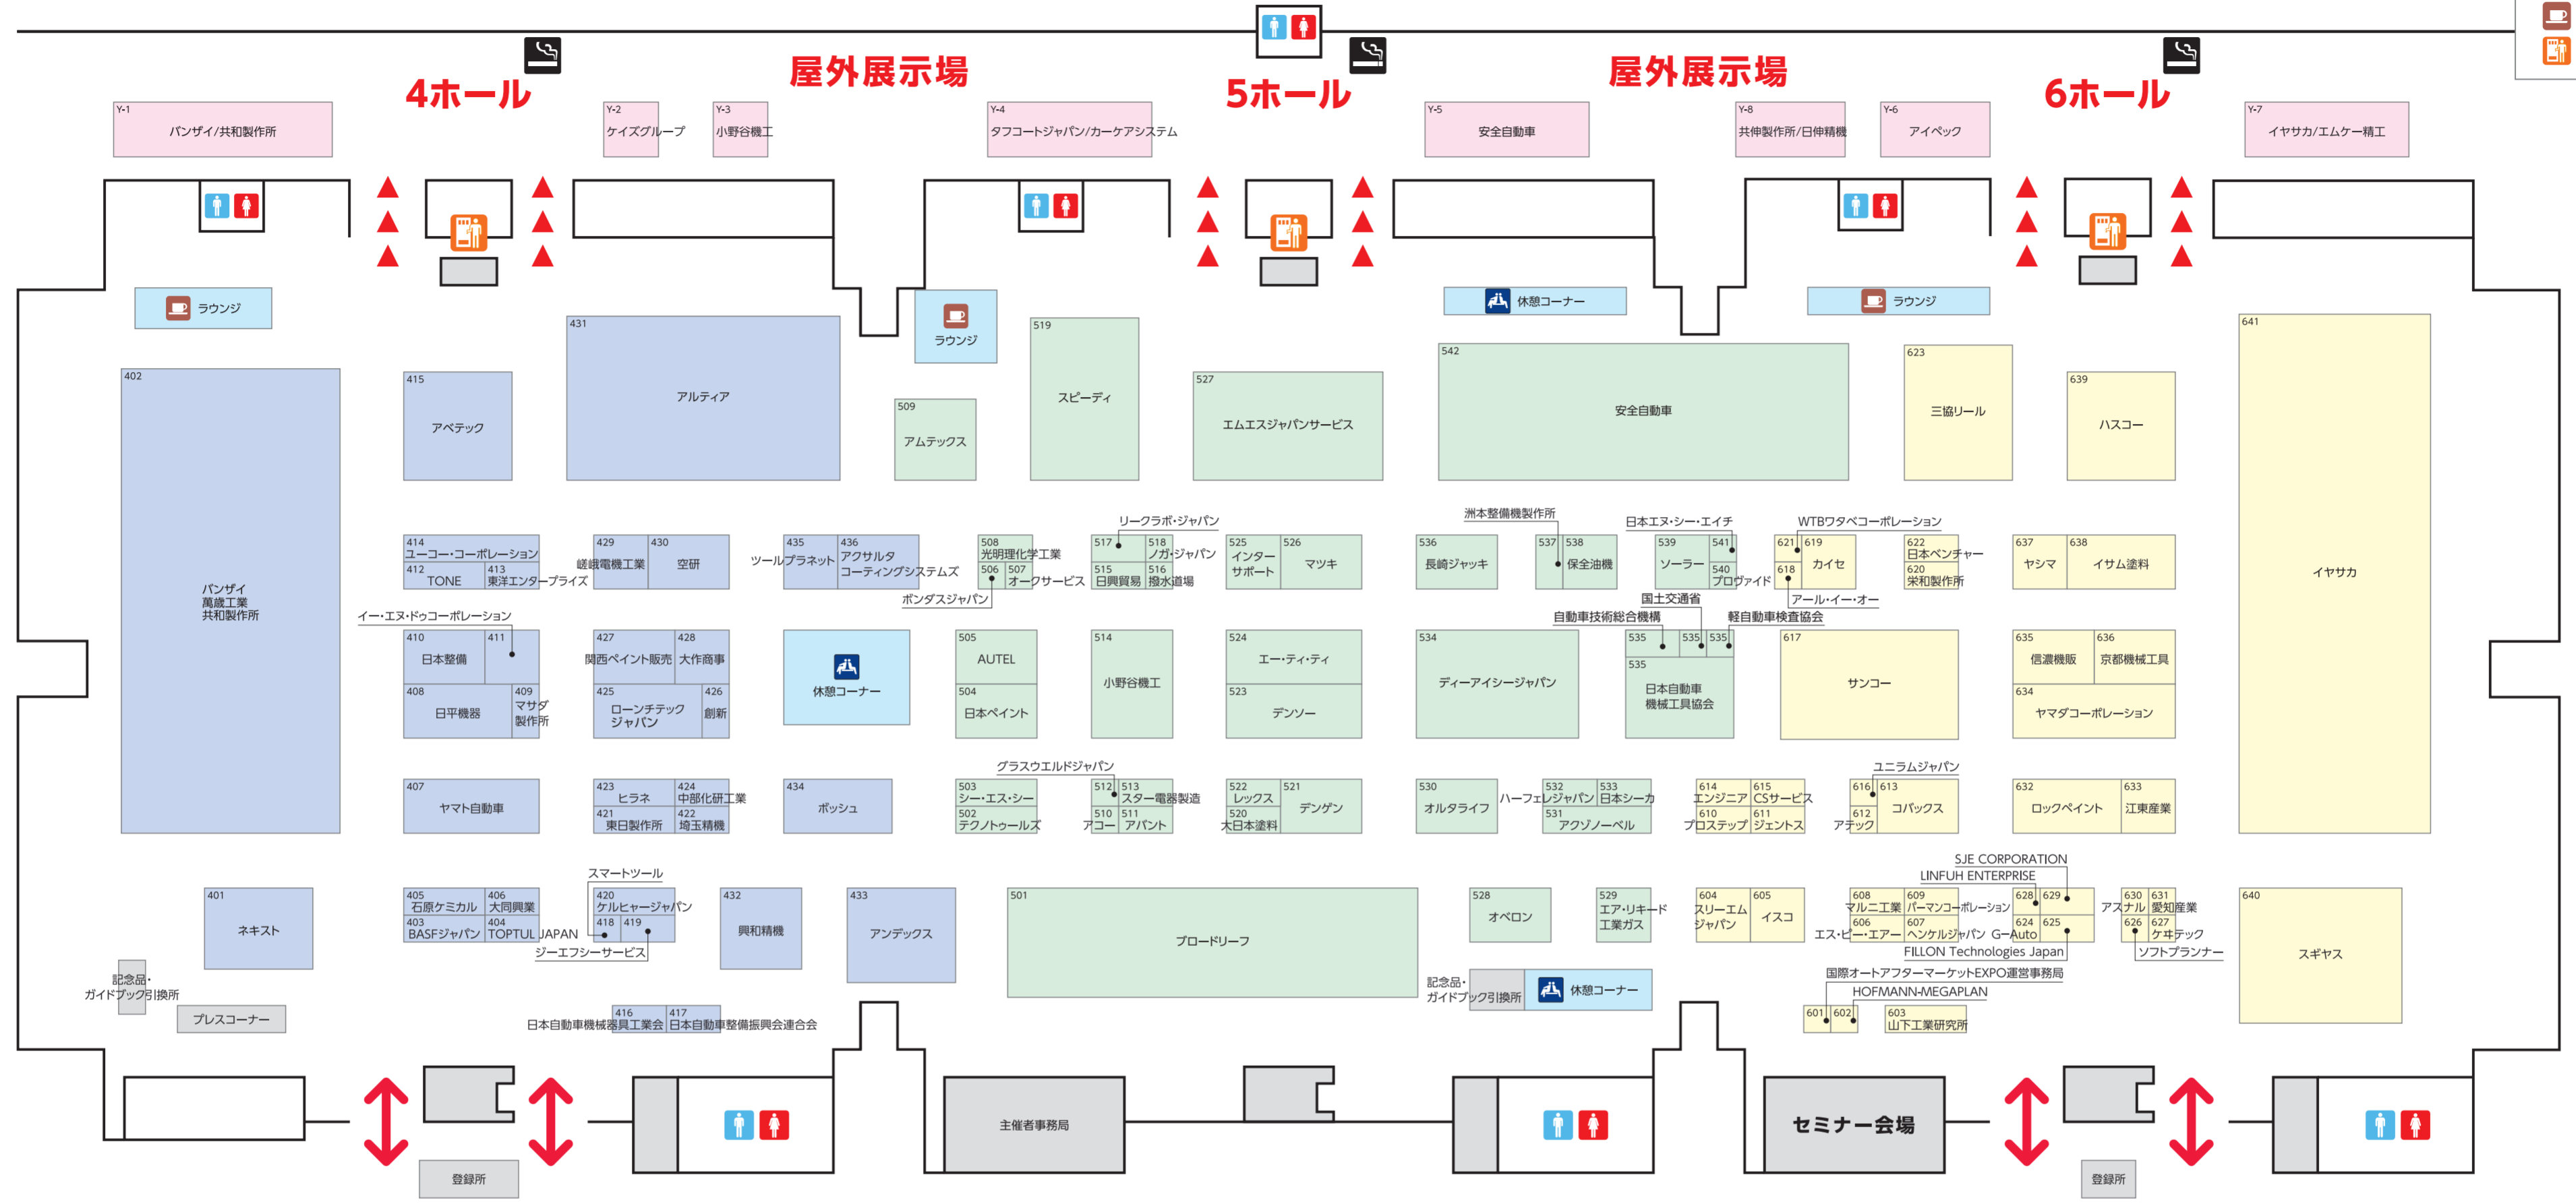 4ホール
屋外展示場
5ホール
屋外展示場
6ホール
Y-1
バンザイ/共和製作所
Y-2
ケイズグループ
Y-3
小野谷機工
Y-4
タフコートジャパン/カーケアシステム
Y-5
安全自動車
Y-8
共伸製作所/日伸精機
Y-6
アイペック
Y-7
イヤサカ/エムケー精工
ラウンジ
ラウンジ
休憩コーナー
ラウンジ
402
バンザイ
萬歳工業
共和製作所
415
アペテック
431
アルティア
509
アムテックス
519
スピーディ
527
エムエスジャパンサービス
542
安全自動車
623
三協リール
639
ハスコー
641
イヤサカ
414
ユーコー・コーポレーション
412
TONE
413
東洋エンタープライズ
429
嵯峨電機工業
430
空研
435
ツールプラネット
436
アクサルタ
コーティングシステムズ
508
光明理化学工業
506
507
オークサービス
ボンダスジャパン
リークラボ・ジャパン
517
518
ノガ・ジャパン
515
日興貿易
516
撥水道場
525
インター
サポート
526
マツキ
536
長崎ジャッキ
洲本整備機製作所
537
538
保全油機
日本エヌ・シー・エイチ
539
ソーラー
541
540
プロヴァイド
WTBワタベコーポレーション
621
619
カイセ
618
アール・イー・オー
622
日本ベンチャー
620
栄和製作所
637
ヤシマ
638
イサム塗料
イー・エヌ・ドゥコーポレーション
410
日本整備
411
408
日平機器
409
マサダ
製作所
427
関西ペイント販売
428
大作商事
425
ローンチテック
ジャパン
426
創新
休憩コーナー
505
AUTEL
504
日本ペイント
514
小野谷機工
524
エー・ティ・ティ
523
デンソー
534
ディーアイシージャパン
国土交通省
自動車技術総合機構
軽自動車検査協会
535
535
535
535
日本自動車
機械工具協会
617
サンコー
635
信濃機販
636
京都機械工具
634
ヤマダコーポレーション
407
ヤマト自動車
423
ヒラネ
424
中部化研工業
421
東日製作所
422
埼玉精機
434
ボッシュ
503
シー・エス・シー
502
テクノトゥールズ
グラスウエルドジャパン
512
513
スター電器製造
510
アコー
511
アバント
522
レックス
520
大日本塗料
521
デンゲン
530
オルタライフ
532
ハーフェレジャパン
533
日本シーカ
531
アクゾノーベル
614
エンジニア
615
CSサービス
610
プロステップ
611
ジェントス
ユニラムジャパン
616
613
コバックス
612
アテック
632
ロックペイント
633
江東産業
401
ネキスト
405
石原ケミカル
406
大同興業
403
BASFジャパン
404
TOPTUL JAPAN
スマートツール
420
ケルヒャージャパン
418
419
ジーエフシーサービス
432
興和精機
433
アンデックス
501
ブロードリーフ
528
オベロン
529
エア・リキード
工業ガス
604
スリーエム
ジャパン
605
イスコ
608
マルニ工業
609
パーマンコーポレーション
606
エス・ピー・エアー
607
ヘンケルジャパン
SJE CORPORATION
LINFUH ENTERPRISE
628
629
624
G-Auto
625
FILLON Technologies Japan
630
アスナル
631
愛知産業
626
627
ケヰテック
ソフトプランナー
640
スギヤス
記念品・
ガイドブック引換所
プレスコーナー
416
日本自動車機械器具工業会
417
日本自動車整備振興会連合会
記念品・
ガイドブック引換所
休憩コーナー
国際オートアフターマーケットEXPO運営事務局
HOFMANN-MEGAPLAN
601
602
603
山下工業研究所
主催者事務局
セミナー会場
登録所
登録所